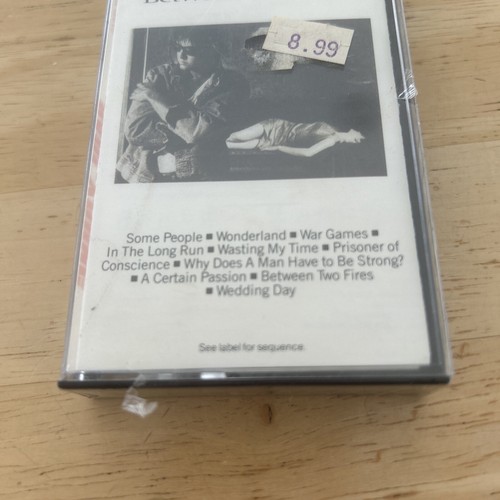 8.99
Some People ■ Wonderland ■ War Games ■
In The Long Run ■ Wasting My Time ■ Prisoner of
Conscience ■ Why Does A Man Have to Be Strong?
■ A Certain Passion ■ Between Two Fires
■ Wedding Day
See label for sequence.